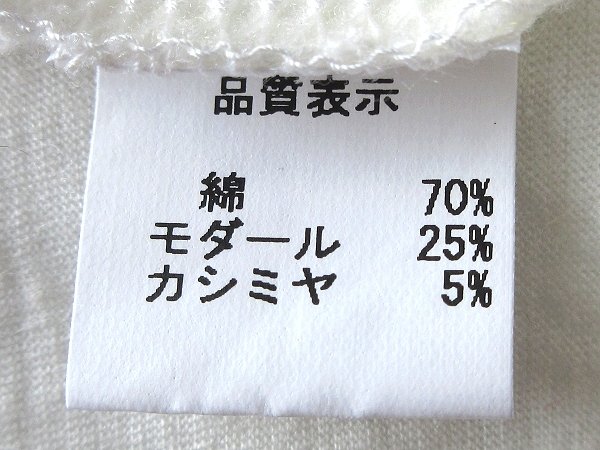 品質表示
綿 70%
モダール 25%
カシミヤ 5%